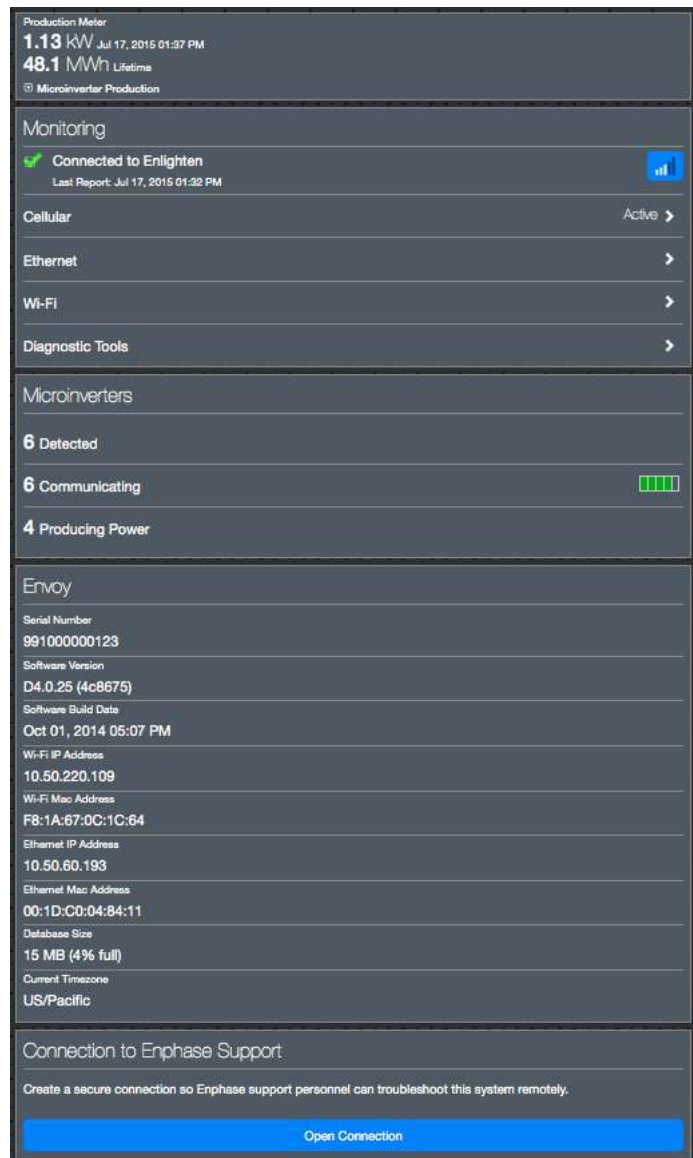 Production Meter
1.13 kW Jul 17, 2015 01:37 PM
48.1 MWh Lifetime
Microinverter Production
Monitoring
Connected to Enlighten
Last Report: Jul 17, 2015 01:32 PM
Cellular Active
Ethernet
Wi-Fi
Diagnostic Tools
Microinverters
6 Detected
6 Communicating
4 Producing Power
Envoy
Serial Number
991000000123
Software Version
D4.0.25 (4c8675)
Software Build Date
Oct 01, 2014 05:07 PM
Wi-Fi IP Address
10.50.220.109
Wi-Fi Mac Address
F8:1A:67:0C:1C:64
Ethernet IP Address
10.50.60.193
Ethernet Mac Address
00:1D:C0:04:84:11
Database Size
15 MB (4% full)
Current Timezone
US/Pacific
Connection to Enphase Support
Create a secure connection so Enphase support personnel can troubleshoot this system remotely.
Open Connection